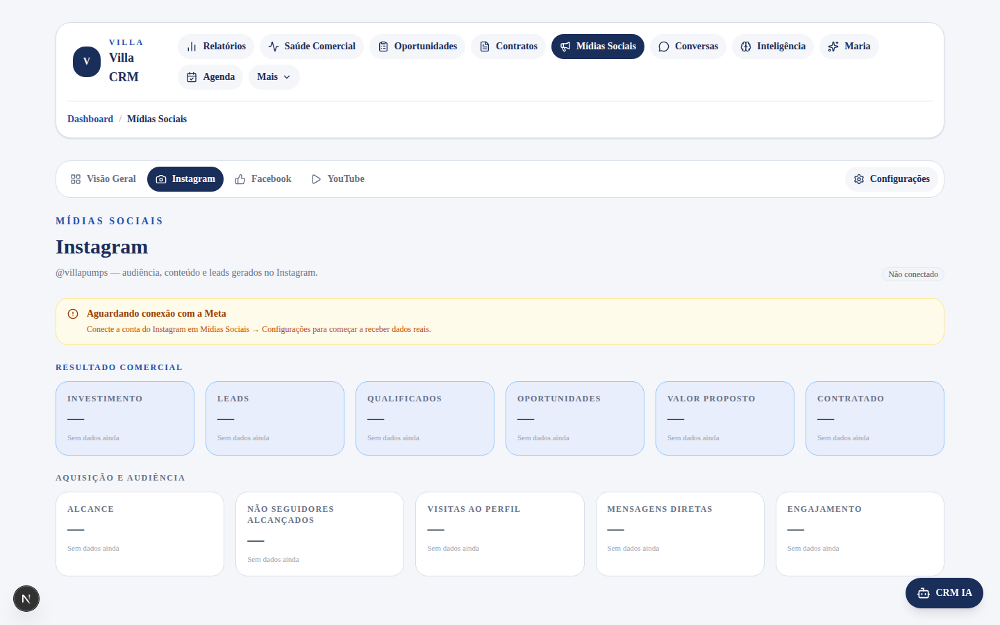 V
VILLA
Villa
CRM
Relatórios
Saúde Comercial
Oportunidades
Contratos
Mídias Sociais
Conversas
Inteligência
Maria
Agenda
Mais
Dashboard / Mídias Sociais
Visão Geral
Instagram
Facebook
YouTube
Configurações
MÍDIAS SOCIAIS
Instagram
@villapumps — audiência, conteúdo e leads gerados no Instagram.
Não conectado
Aguardando conexão com a Meta
Conecte a conta do Instagram em Mídias Sociais → Configurações para começar a receber dados reais.
RESULTADO COMERCIAL
INVESTIMENTO
—
Sem dados ainda
LEADS
—
Sem dados ainda
QUALIFICADOS
—
Sem dados ainda
OPORTUNIDADES
—
Sem dados ainda
VALOR PROPOSTO
—
Sem dados ainda
CONTRATADO
—
Sem dados ainda
AQUISIÇÃO E AUDIÊNCIA
ALCANCE
—
Sem dados ainda
NÃO SEGUIDORES
ALCANÇADOS
—
Sem dados ainda
VISITAS AO PERFIL
—
Sem dados ainda
MENSAGENS DIRETAS
—
Sem dados ainda
ENGAJAMENTO
—
Sem dados ainda
N
CRM IA